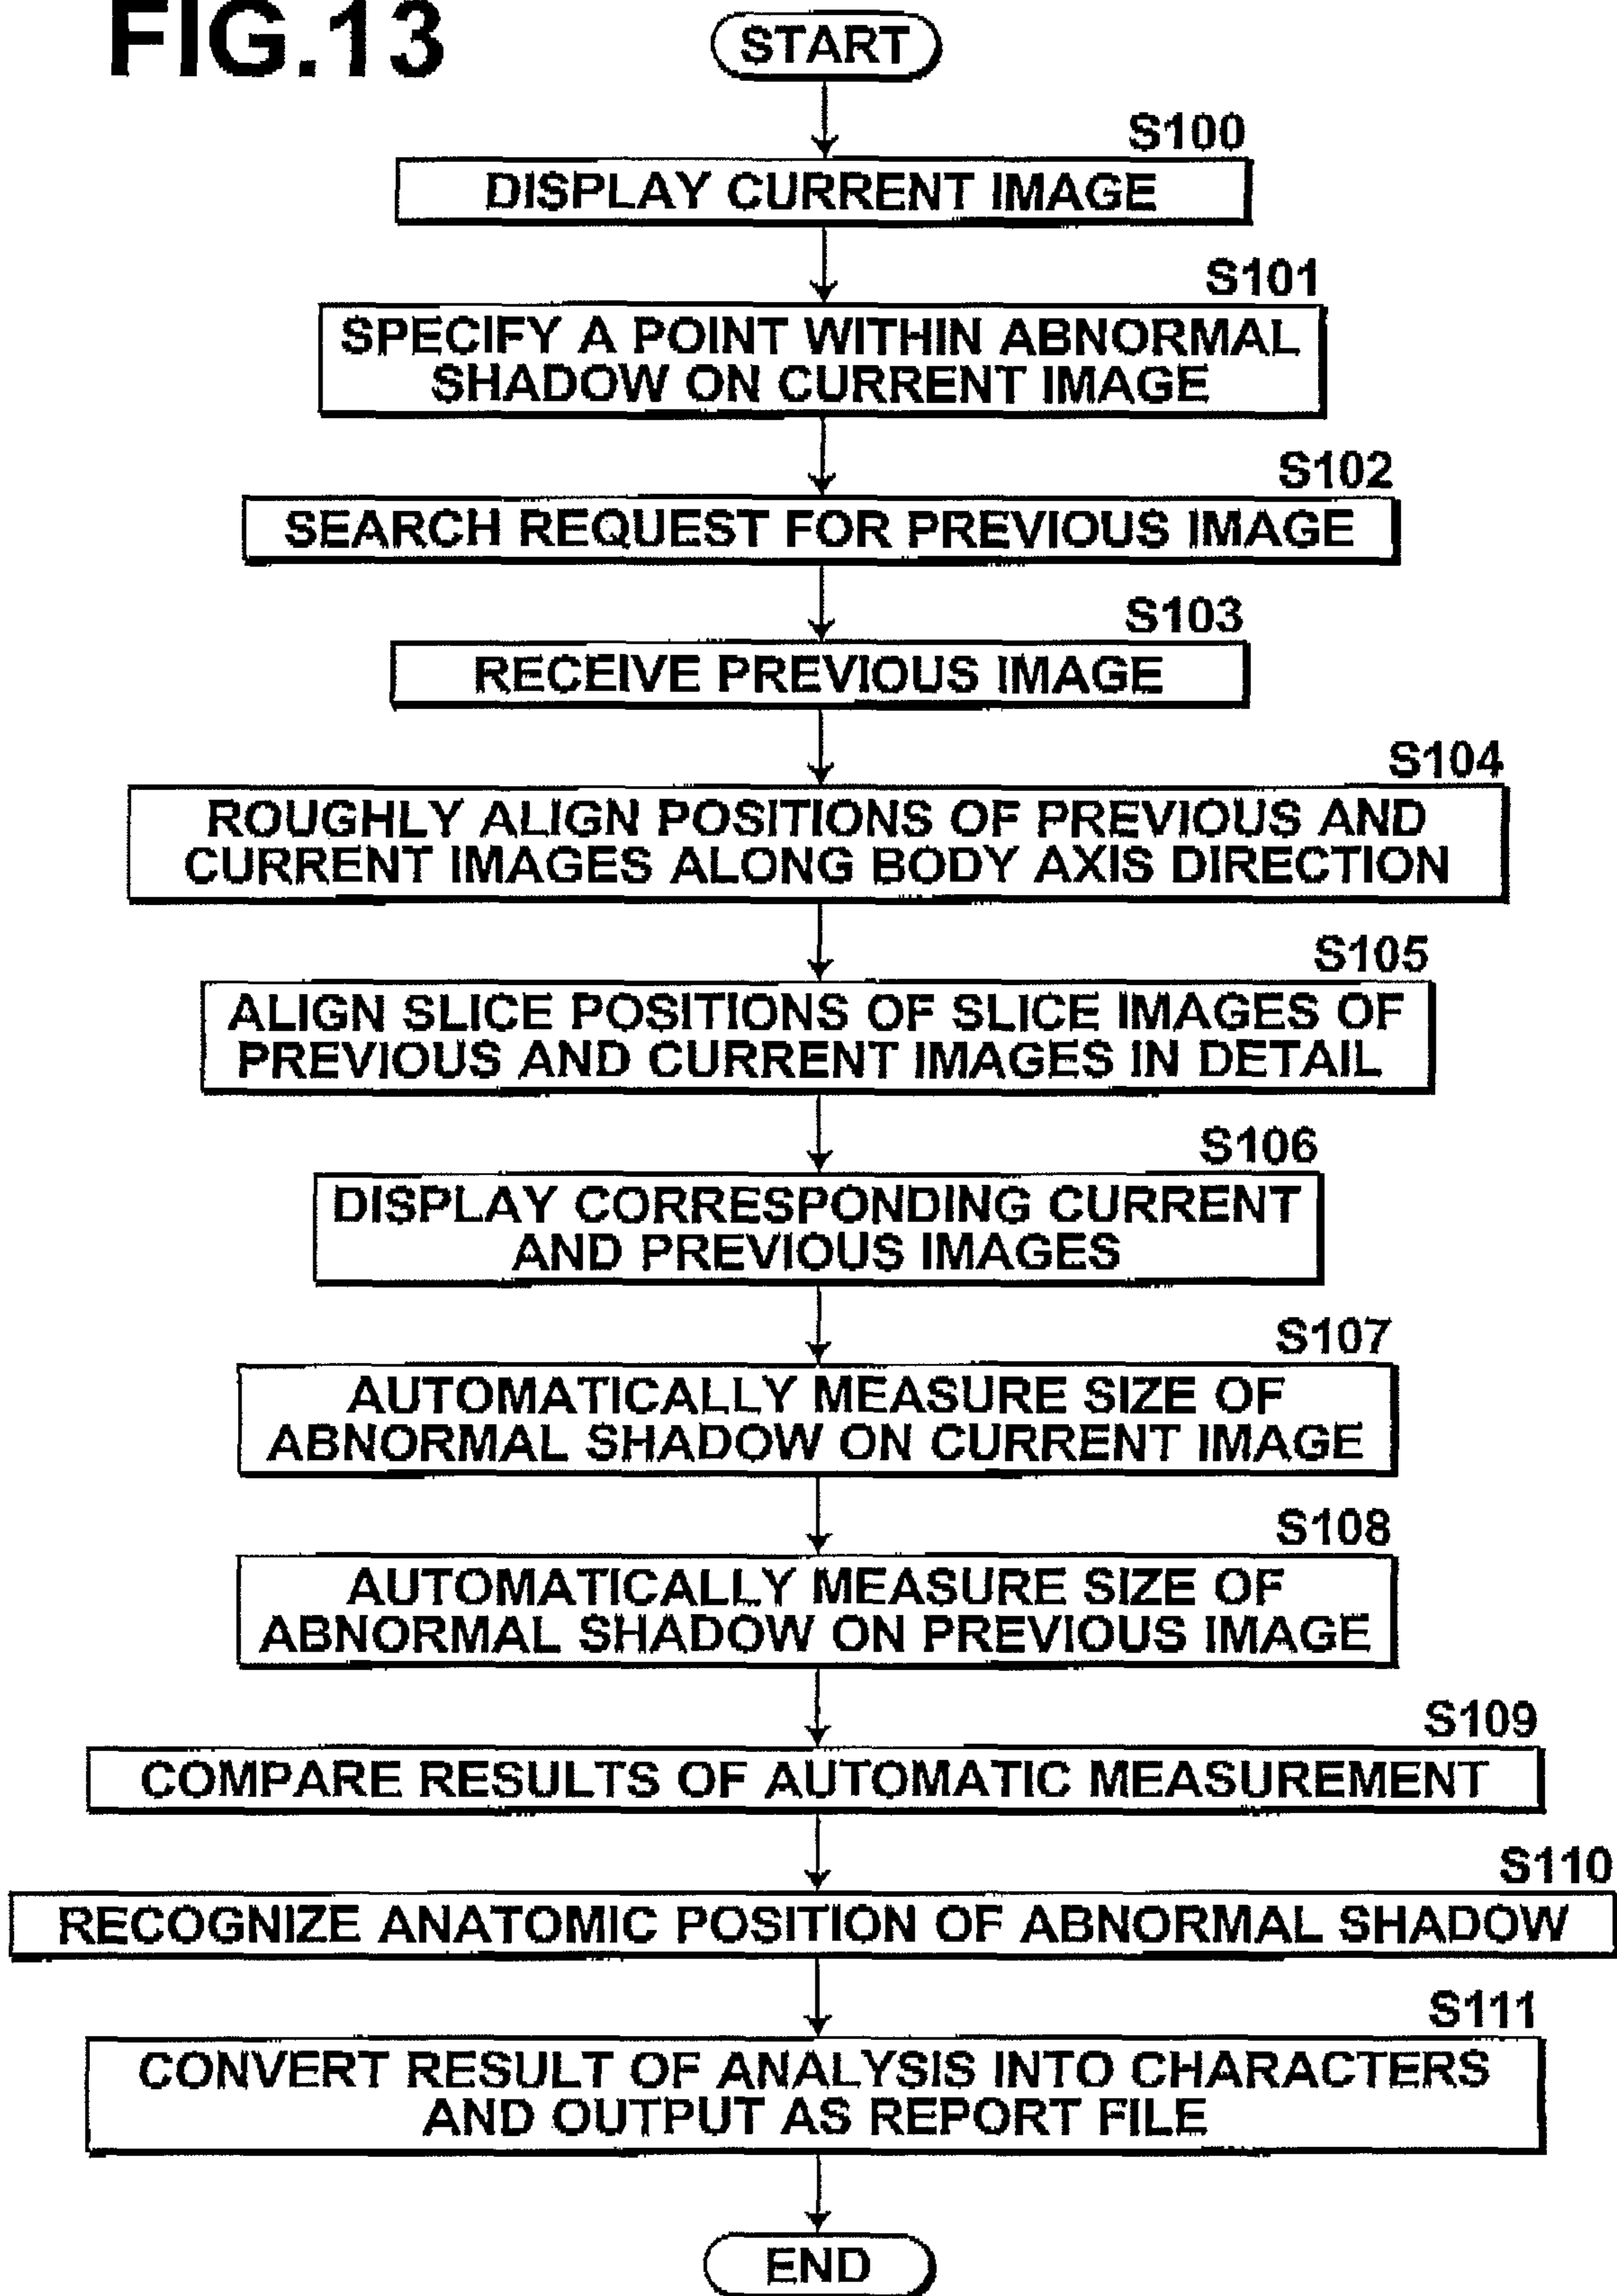 FIG.13
START
S100
DISPLAY CURRENT IMAGE
S101
SPECIFY A POINT WITHIN ABNORMAL
SHADOW ON CURRENT IMAGE
S102
SEARCH REQUEST FOR PREVIOUS IMAGE
S103
RECEIVE PREVIOUS IMAGE
S104
ROUGHLY ALIGN POSITIONS OF PREVIOUS AND
CURRENT IMAGES ALONG BODY AXIS DIRECTION
S105
ALIGN SLICE POSITIONS OF SLICE IMAGES OF
PREVIOUS AND CURRENT IMAGES IN DETAIL
S106
DISPLAY CORRESPONDING CURRENT
AND PREVIOUS IMAGES
S107
AUTOMATICALLY MEASURE SIZE OF
ABNORMAL SHADOW ON CURRENT IMAGE
S108
AUTOMATICALLY MEASURE SIZE OF
ABNORMAL SHADOW ON PREVIOUS IMAGE
S109
COMPARE RESULTS OF AUTOMATIC MEASUREMENT
S110
RECOGNIZE ANATOMIC POSITION OF ABNORMAL SHADOW
S111
CONVERT RESULT OF ANALYSIS INTO CHARACTERS
AND OUTPUT AS REPORT FILE
END